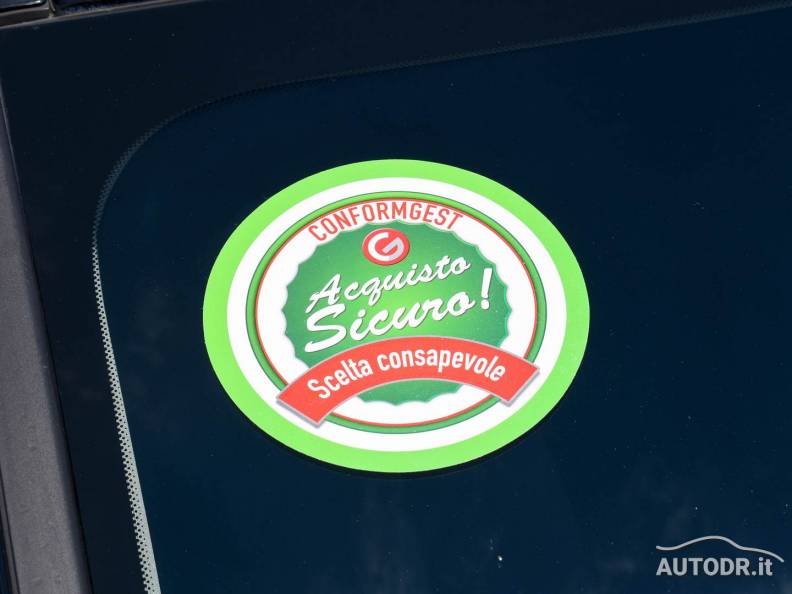 CONFORMGEST
Acquisto
Sicuro!
Scelta consapevole
AUTODR.it